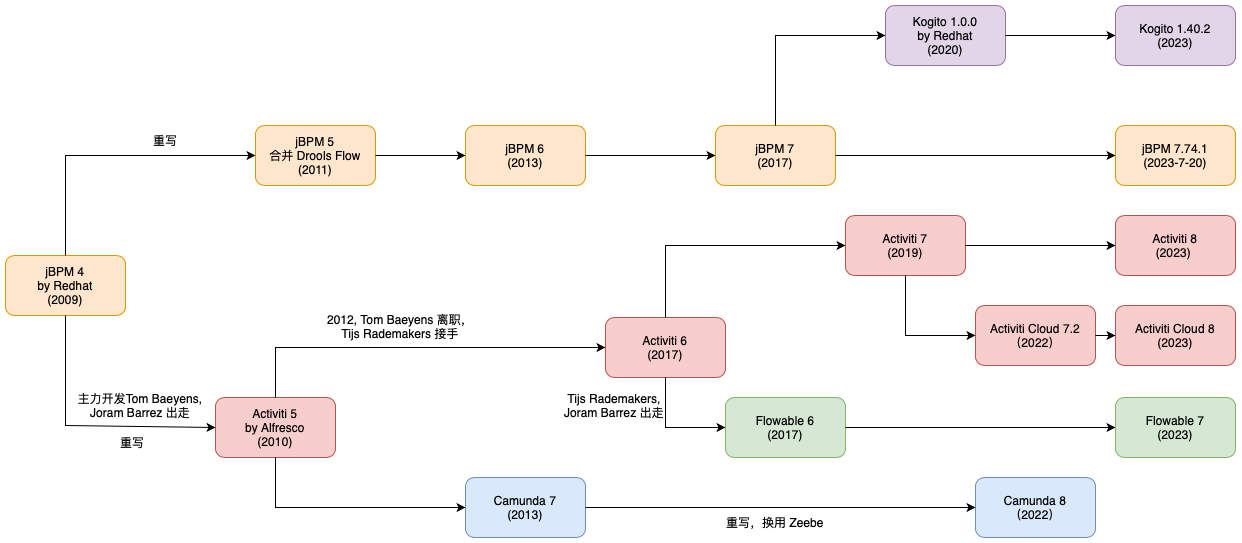 Kogito 1.0.0
by Redhat
(2020)
Kogito 1.40.2
(2023)
重写
jBPM 5
合并 Drools Flow
(2011)
jBPM 6
(2013)
jBPM 7
(2017)
jBPM 7.74.1
(2023-7-20)
Activiti 7
(2019)
Activiti 8
(2023)
jBPM 4
by Redhat
(2009)
2012, Tom Baeyens 离职,
Tijs Rademakers 接手
Activiti 6
(2017)
Activiti Cloud 7.2
(2022)
Activiti Cloud 8
(2023)
主力开发Tom Baeyens,
Joram Barrez 出走
重写
Activiti 5
by Alfresco
(2010)
Tijs Rademakers,
Joram Barrez 出走
Flowable 6
(2017)
Flowable 7
(2023)
Camunda 7
(2013)
重写，换用 Zeebe
Camunda 8
(2022)